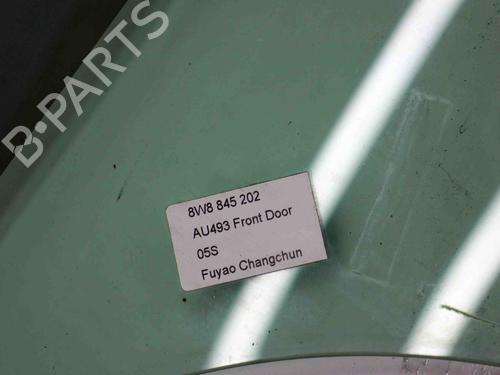 B-PARTS
8W8 845 202
AU493 Front Door
05S
Fuyao Changchun